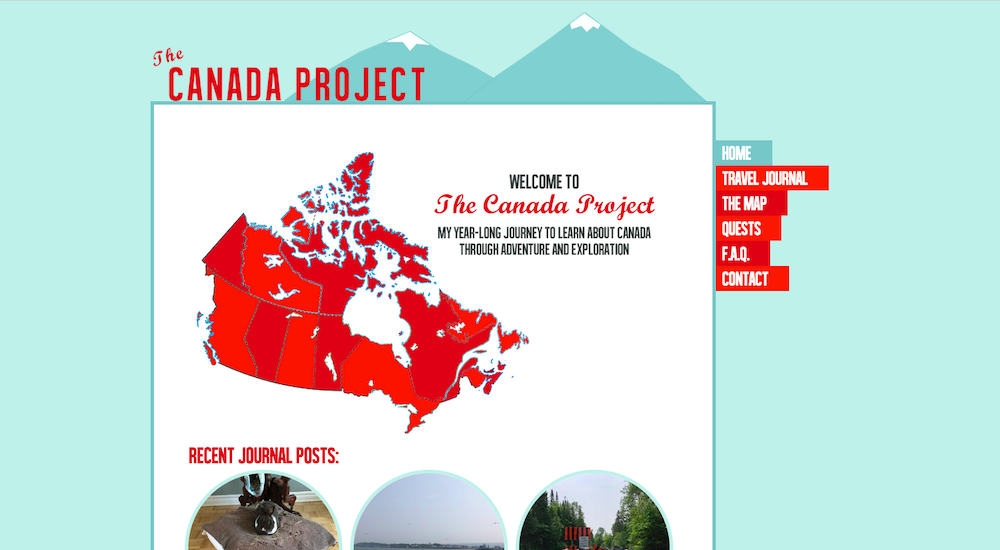 The
CANADA PROJECT
HOME
TRAVEL JOURNAL
THE MAP
QUESTS
F.A.Q.
CONTACT
WELCOME TO
The Canada Project
MY YEAR-LONG JOURNEY TO LEARN ABOUT CANADA
THROUGH ADVENTURE AND EXPLORATION
RECENT JOURNAL POSTS: